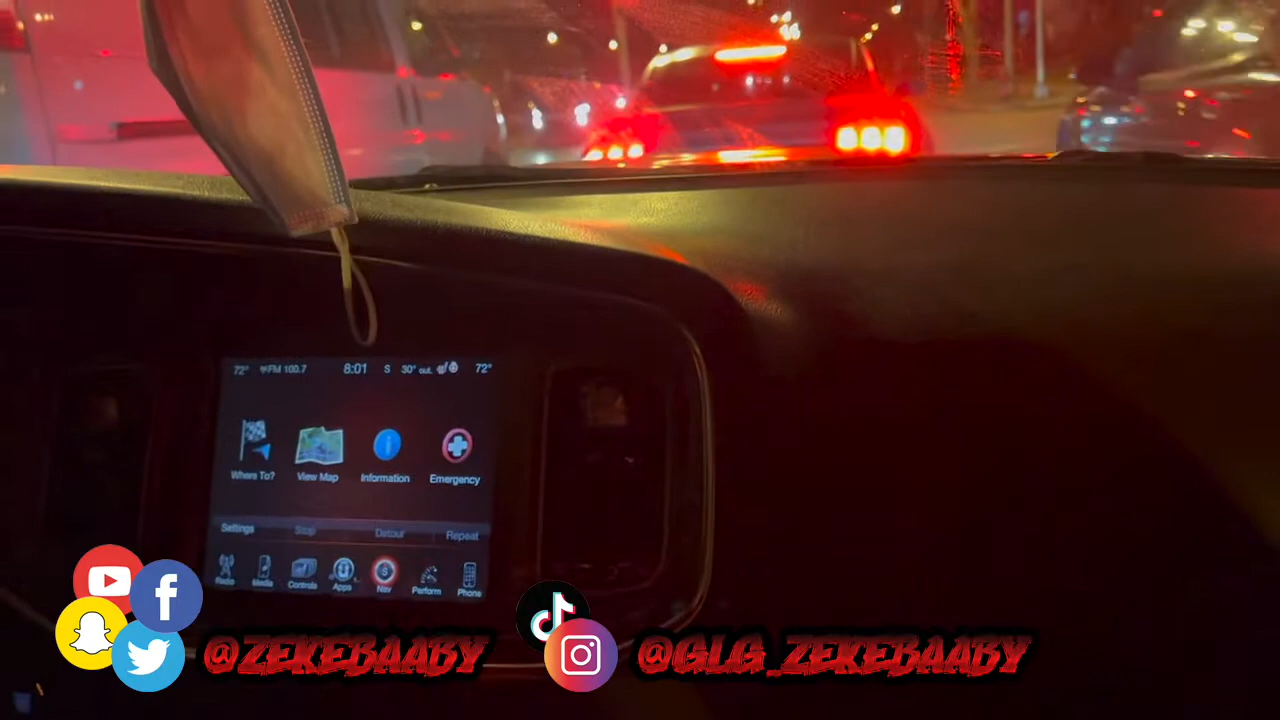 72° FM 100.7 8:01 S 30° out. 72°
Where To? View Map Information Emergency
Settings Stop Detour Repeat
Radio Media Controls Apps Nav Perform Phone
@ZEKEBAABY @GLG_ZEKEBAABY